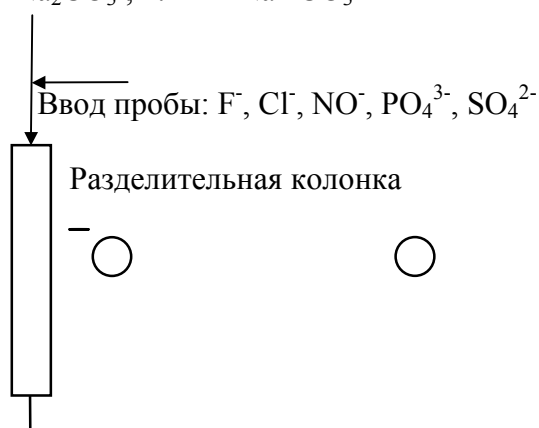 Ввод пробы: F⁻, Cl⁻, NO⁻, PO₄³⁻, SO₄²⁻
Разделительная колонка